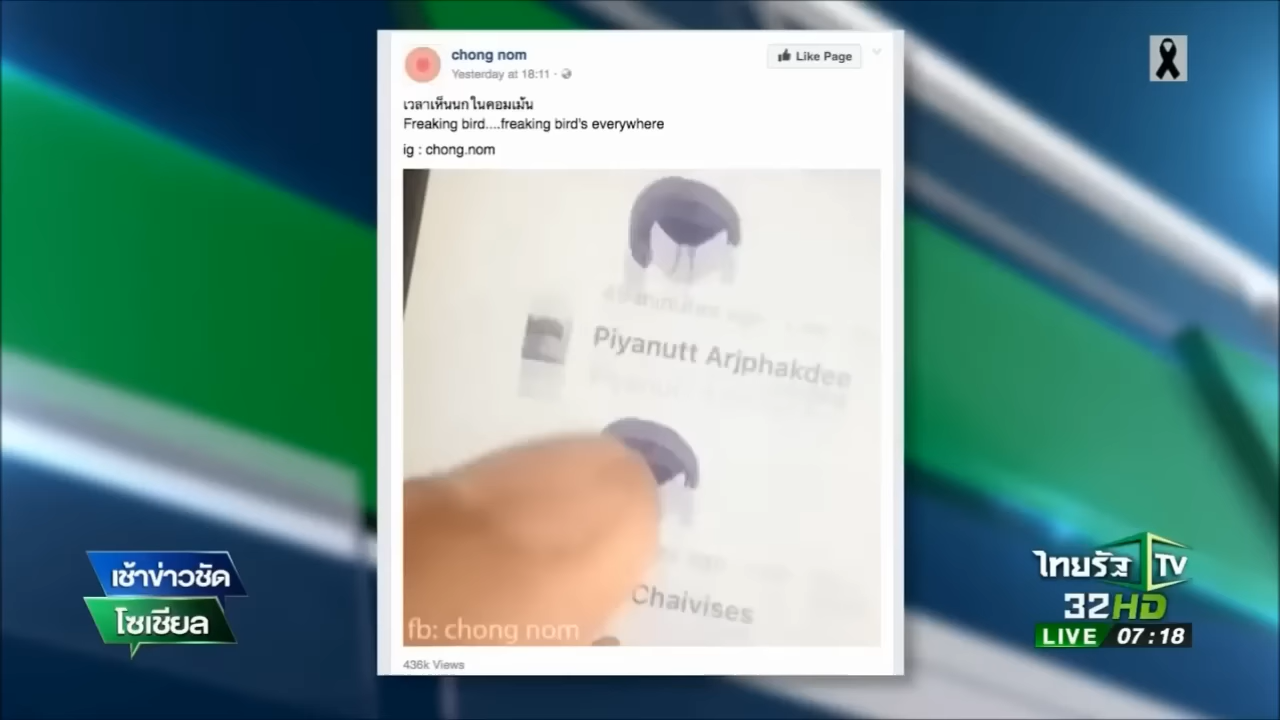 chong nom
Like Page
Yesterday at 18:11 ·
เวลาเห็นนกในคอมเม้น
Freaking bird....freaking bird's everywhere
ig : chong.nom
Piyanutt Arjphakdee
Chaivises
fb: chong nom
436k Views
เช้าข่าวชัด
โซเชียล
ไทยรัฐ TV
32HD
LIVE 07:18